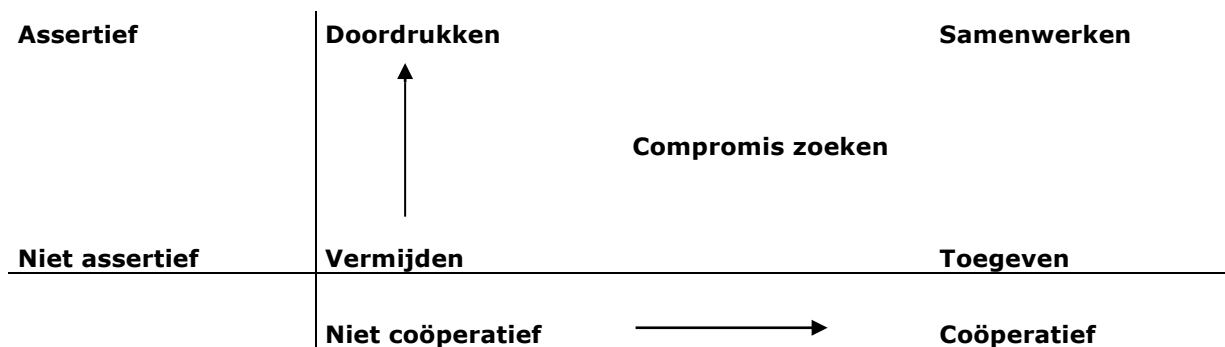 Assertief Doordrukken Samenwerken
Compromis zoeken
Niet assertief Vermijden Toegeven
Niet coöperatief Coöperatief